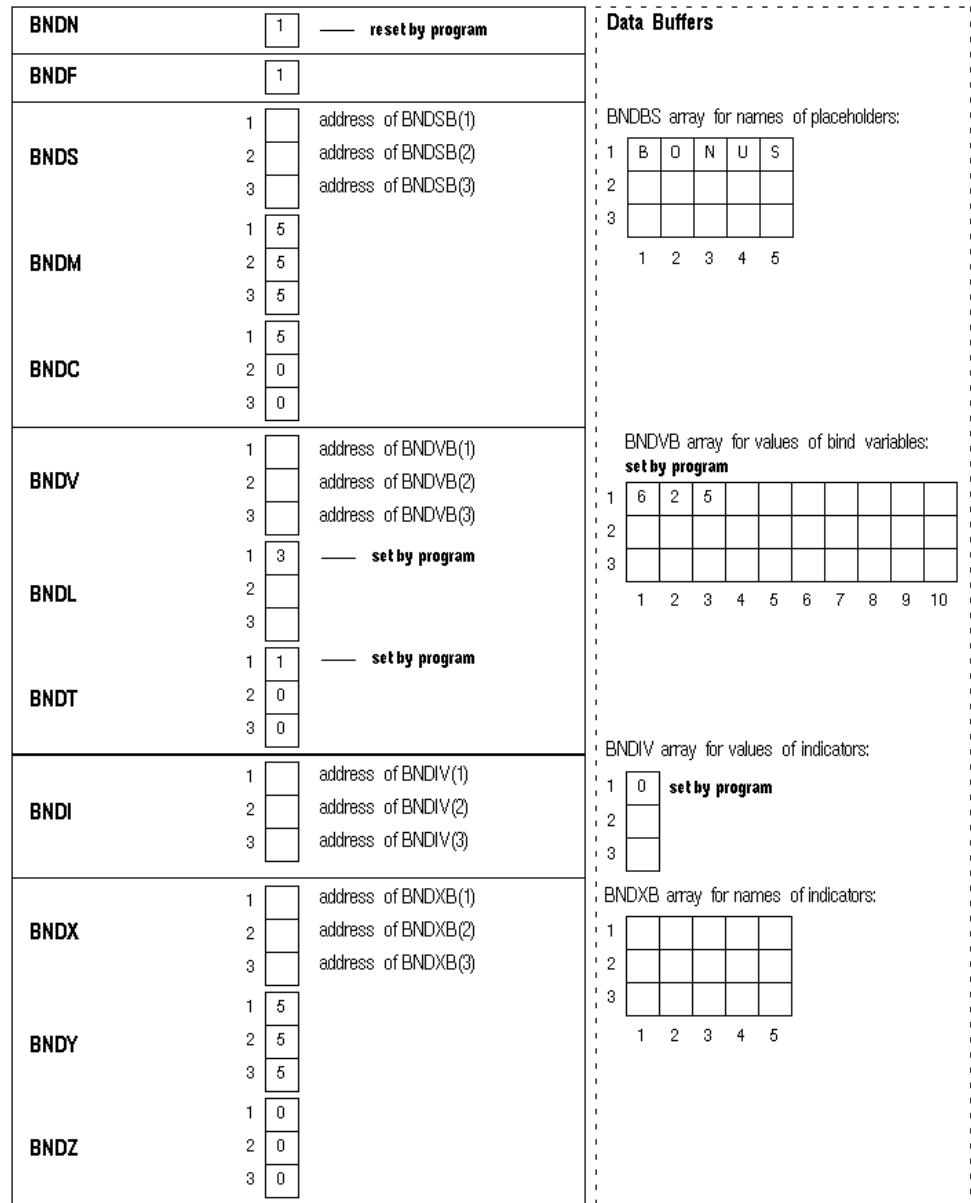 BNDN 1 reset by program
BNDF 1
1 address of BNDSB(1)
BNDS 2 address of BNDSB(2)
3 address of BNDSB(3)
1 5
BNDM 2 5
3 5
1 5
BNDC 2 0
3 0
1 address of BNDVB(1)
BNDV 2 address of BNDVB(2)
3 address of BNDVB(3)
1 3 set by program
BNDL 2
3
1 1 set by program
BNDT 2 0
3 0
1 address of BNDIV(1)
BNDI 2 address of BNDIV(2)
3 address of BNDIV(3)
1 address of BNDXB(1)
BNDX 2 address of BNDXB(2)
3 address of BNDXB(3)
1 5
BNDY 2 5
3 5
1 0
BNDZ 2 0
3 0
Data Buffers
BNDBS array for names of placeholders:
1 B O N U S
2
3
1 2 3 4 5
BNDVB array for values of bind variables:
set by program
1 6 2 5
2
3
1 2 3 4 5 6 7 8 9 10
BNDIV array for values of indicators:
1 0 set by program
2
3
BNDXB array for names of indicators:
1
2
3
1 2 3 4 5